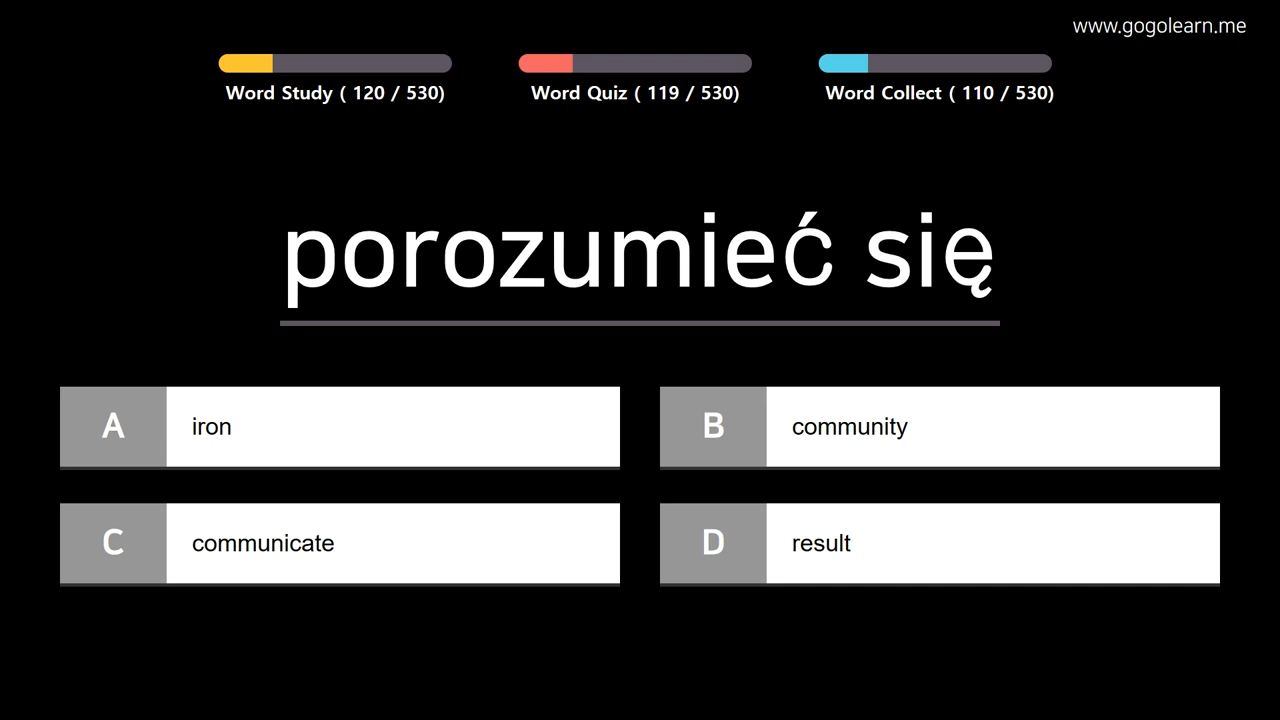 www.gogolearn.me
Word Study ( 120 / 530)
Word Quiz ( 119 / 530)
Word Collect ( 110 / 530)
porozumieć się
A iron
B community
C communicate
D result